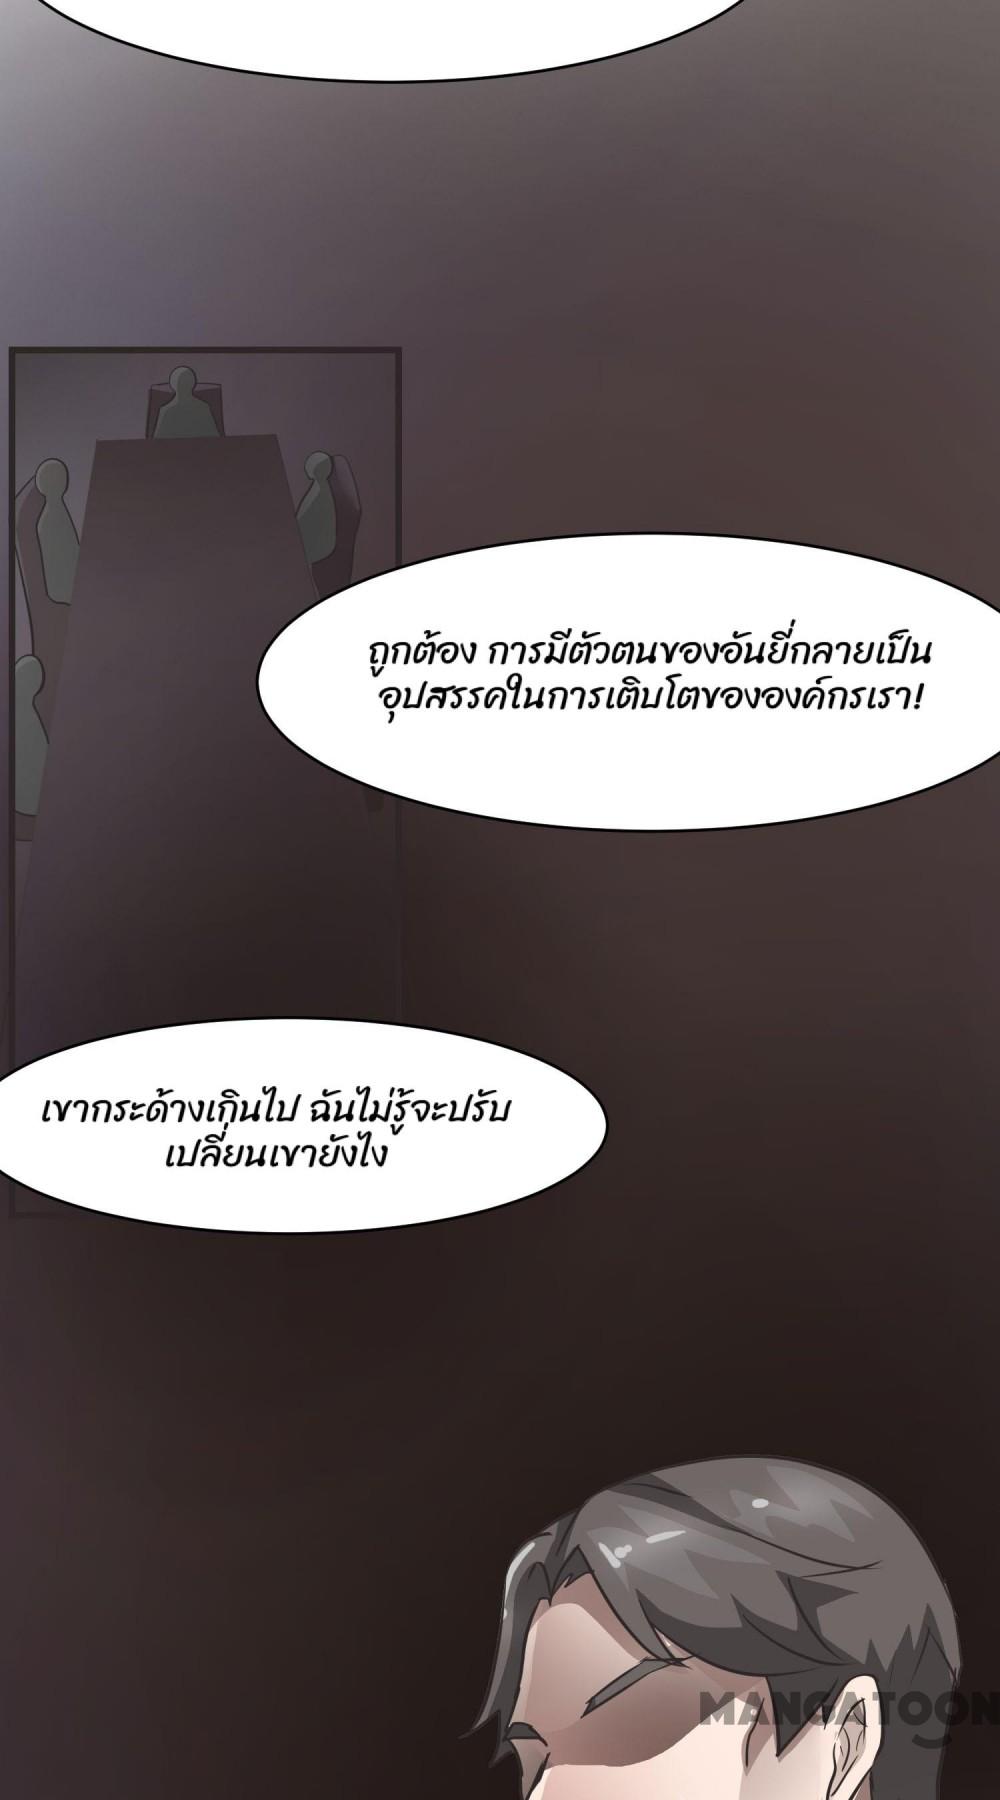 ถูกต้อง การมีตัวตนของอันยี่กลายเป็น
อุปสรรคในการเติบโตขององค์กรเรา!
เขากระด้างเกินไป ฉันไม่รู้จะปรับ
เปลี่ยนเขายังไง
MANGATOON